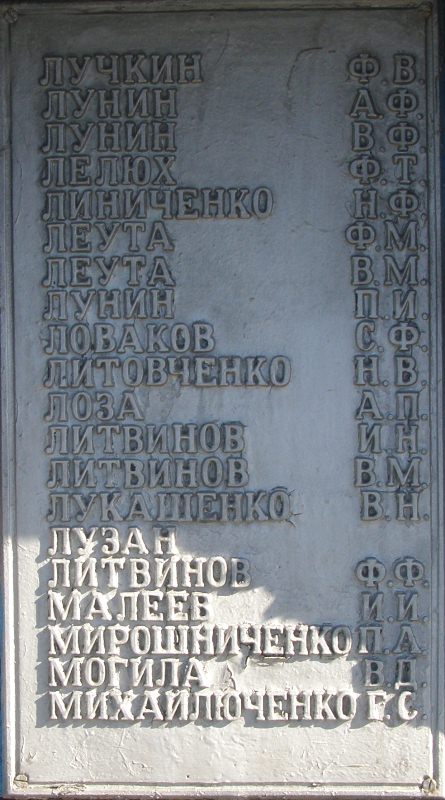 ЛУЧКИН Ф.В.
ЛУНИН А.Ф.
ЛУНИН В.Ф.
ЛЕЛЮХ Ф.Т.
ЛИНИЧЕНКО Н.Ф.
ЛЕУТА Ф.М.
ЛЕУТА В.М.
ЛУНИН П.И.
ЛОВАКОВ С.Ф.
ЛИТОВЧЕНКО Н.В.
ЛОЗА А.П.
ЛИТВИНОВ И.Н.
ЛИТВИНОВ В.М.
ЛУКАШЕНКО В.Н.
ЛУЗАН
ЛИТВИНОВ Ф.Ф.
МАЛЕЕВ И.И.
МИРОШНИЧЕНКО П.А.
МОГИЛА В.Д.
МИХАЙЛЮЧЕНКО Г.С.